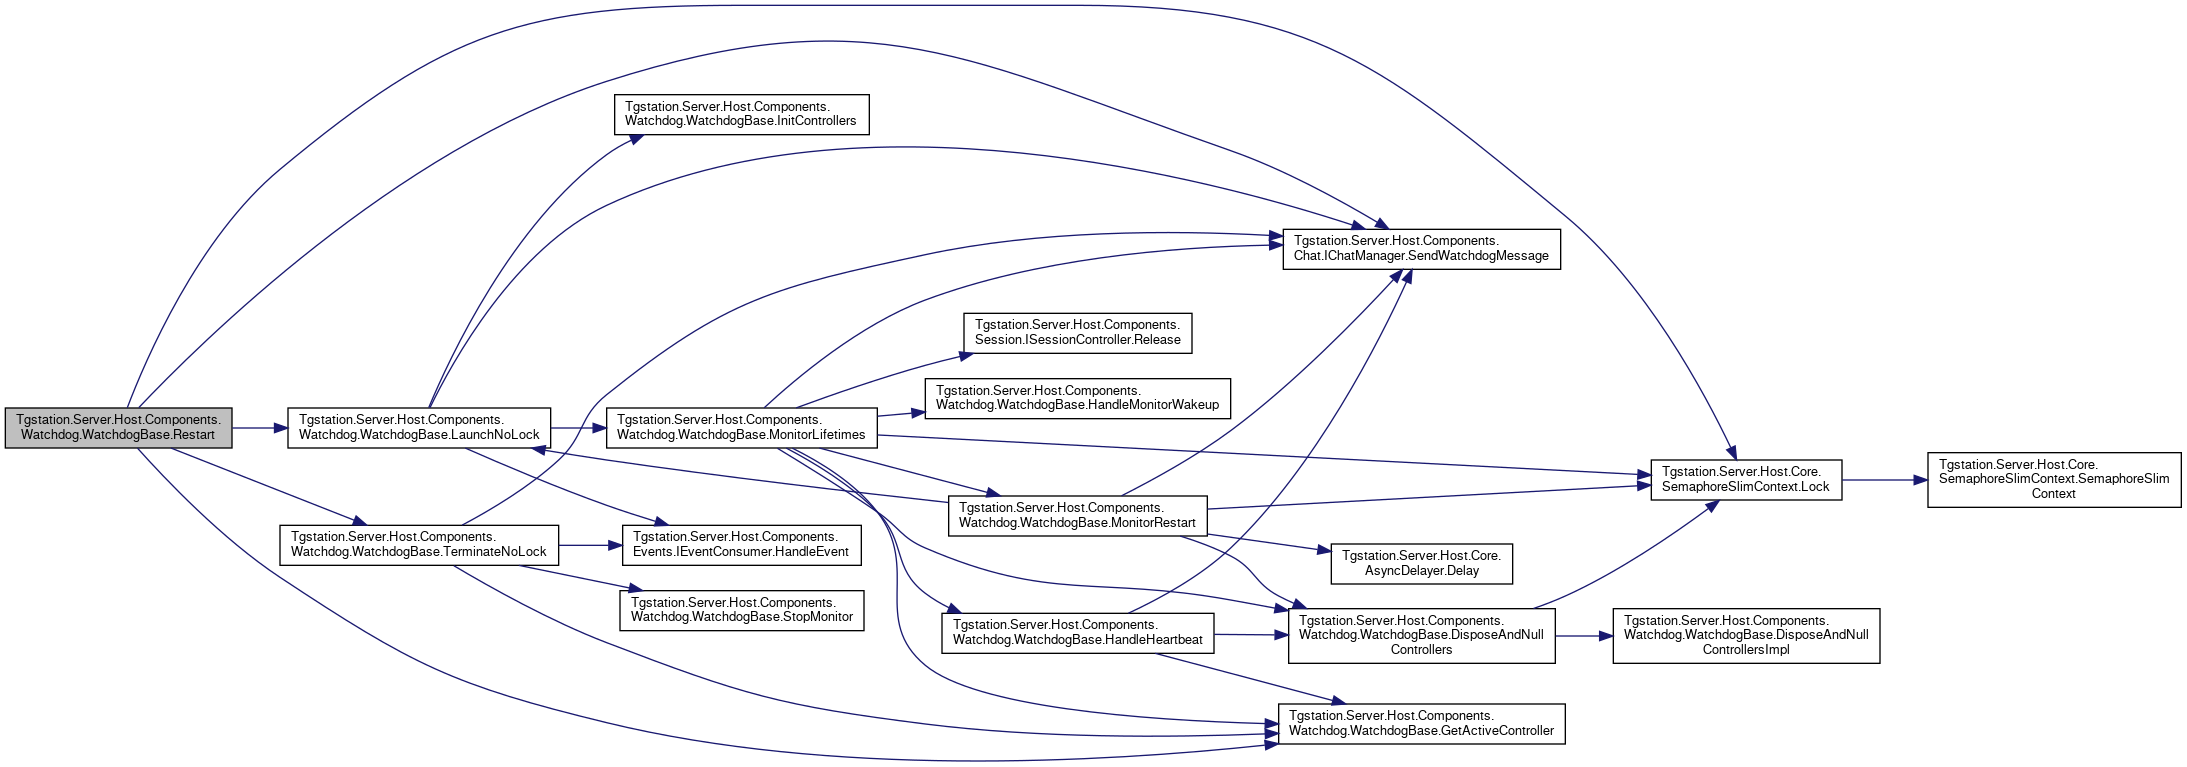 Tgstation.Server.Host.Components.
Watchdog.WatchdogBase.Restart
Tgstation.Server.Host.Components.
Watchdog.WatchdogBase.LaunchNoLock
Tgstation.Server.Host.Components.
Watchdog.WatchdogBase.TerminateNoLock
Tgstation.Server.Host.Components.
Watchdog.WatchdogBase.InitControllers
Tgstation.Server.Host.Components.
Watchdog.WatchdogBase.MonitorLifetimes
Tgstation.Server.Host.Components.
Events.IEventConsumer.HandleEvent
Tgstation.Server.Host.Components.
Watchdog.WatchdogBase.StopMonitor
Tgstation.Server.Host.Components.
Session.ISessionController.Release
Tgstation.Server.Host.Components.
Watchdog.WatchdogBase.HandleMonitorWakeup
Tgstation.Server.Host.Components.
Watchdog.WatchdogBase.MonitorRestart
Tgstation.Server.Host.Components.
Watchdog.WatchdogBase.HandleHeartbeat
Tgstation.Server.Host.Components.
Chat.IChatManager.SendWatchdogMessage
Tgstation.Server.Host.Core.
AsyncDelayer.Delay
Tgstation.Server.Host.Components.
Watchdog.WatchdogBase.DisposeAndNull
Controllers
Tgstation.Server.Host.Components.
Watchdog.WatchdogBase.GetActiveController
Tgstation.Server.Host.Core.
SemaphoreSlimContext.Lock
Tgstation.Server.Host.Components.
Watchdog.WatchdogBase.DisposeAndNull
ControllersImpl
Tgstation.Server.Host.Core.
SemaphoreSlimContext.SemaphoreSlim
Context